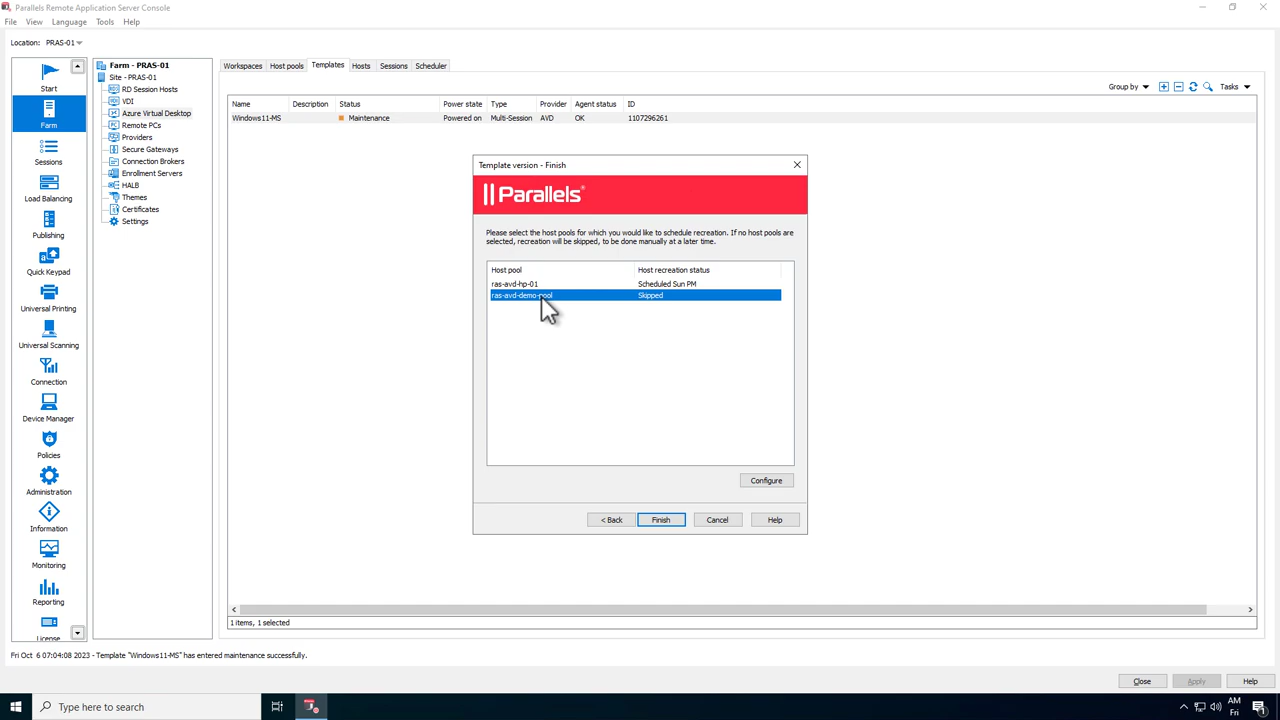 Parallels Remote Application Server Console
File View Language Tools Help
Location: PRAS-01
Start
Farm
Sessions
Load Balancing
Publishing
Quick Keypad
Universal Printing
Universal Scanning
Connection
Device Manager
Policies
Administration
Information
Monitoring
Reporting
License
Farm - PRAS-01
Site - PRAS-01
RD Session Hosts
VDI
Azure Virtual Desktop
Remote PCs
Providers
Secure Gateways
Connection Brokers
Enrollment Servers
HALB
Themes
Certificates
Settings
Workspaces Host pools Templates Hosts Sessions Scheduler
Group by Tasks
Name Description Status Power state Type Provider Agent status ID
Windows11-MS Maintenance Powered on Multi-Session AVD OK 1107296261
Template version - Finish
Parallels®
Please select the host pools for which you would like to schedule recreation. If no host pools are
selected, recreation will be skipped, to be done manually at a later time.
Host pool Host recreation status
ras-avd-hp-01 Scheduled Sun PM
ras-avd-demo-pool Skipped
Configure
< Back Finish Cancel Help
1 items, 1 selected
Fri Oct 6 07:04:08 2023 - Template "Windows11-MS" has entered maintenance successfully.
Close Apply Help
Type here to search
AM
Fri
1